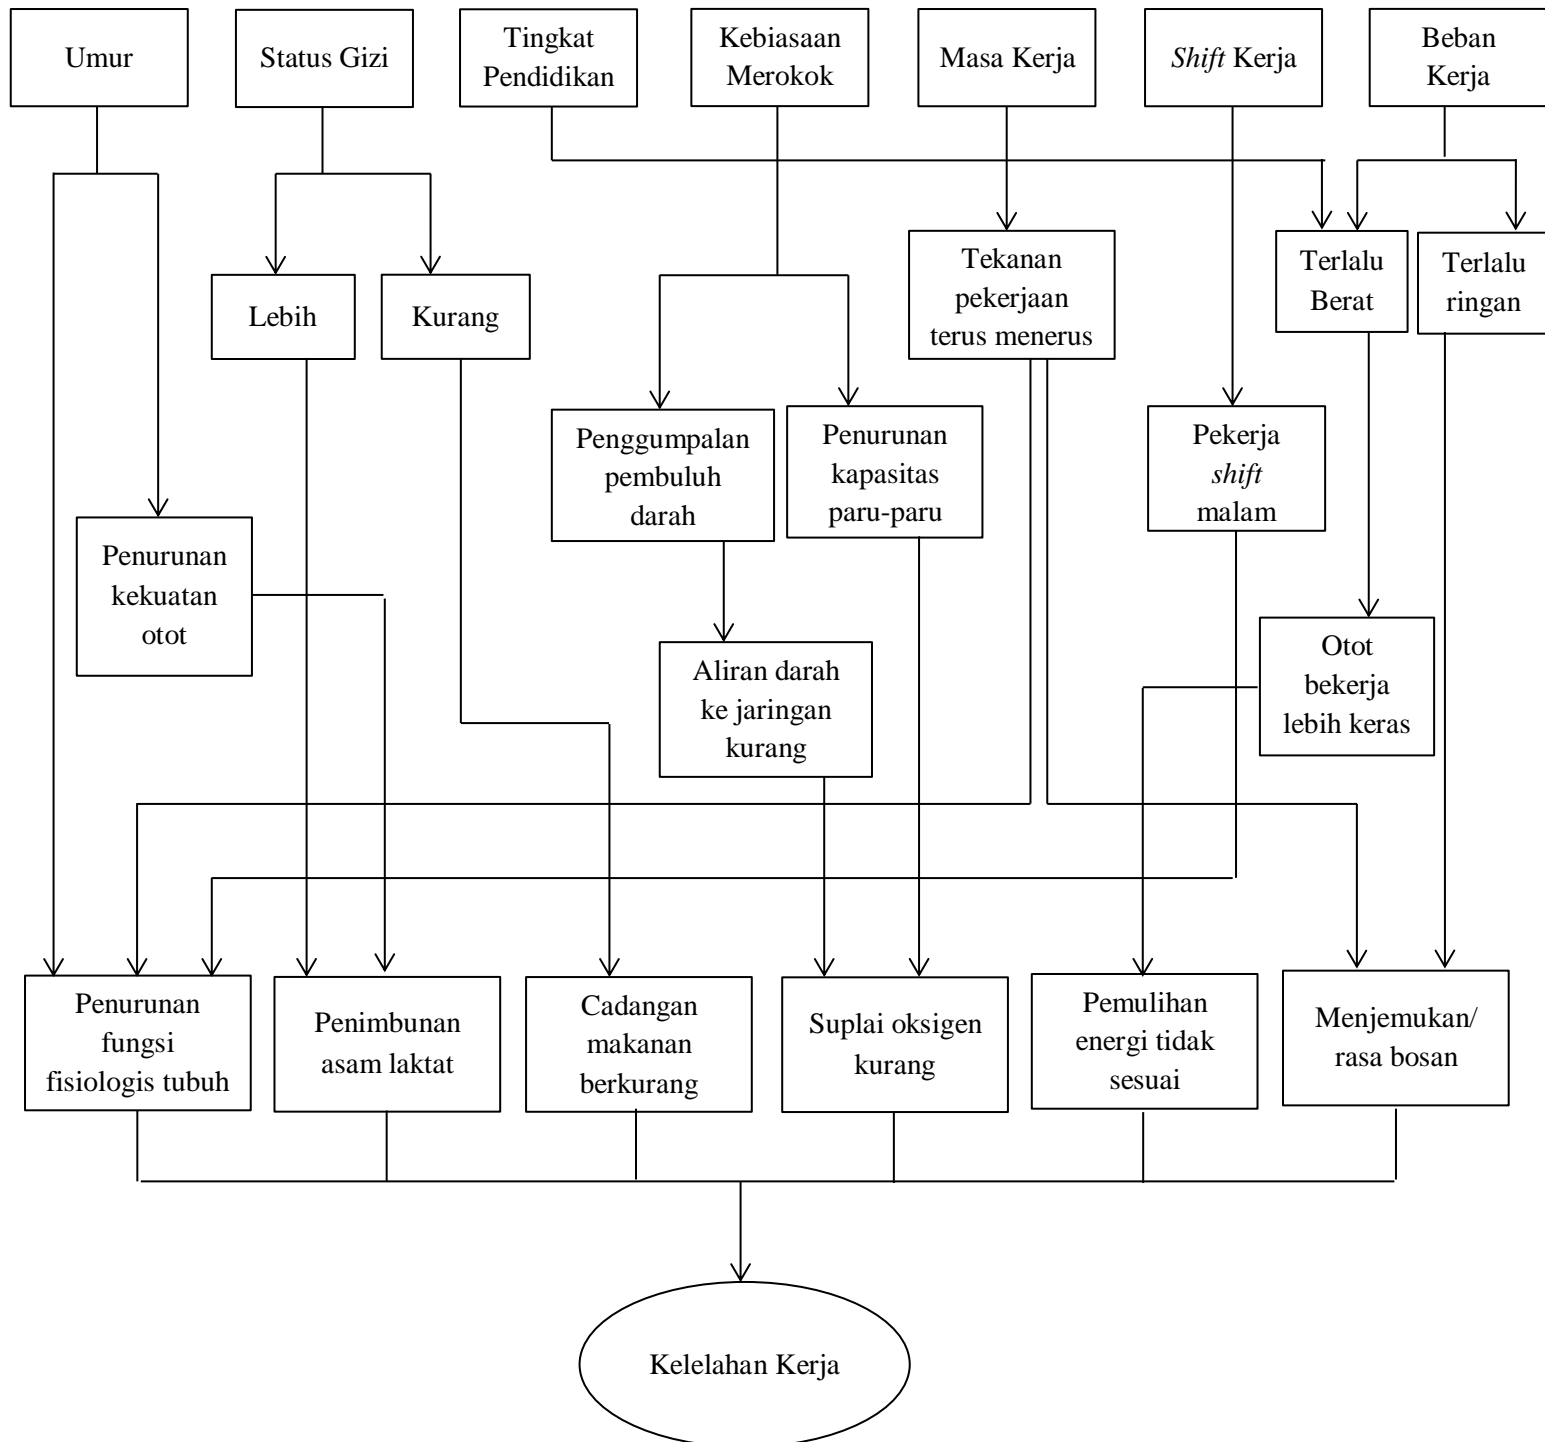 Umur
Status Gizi
Tingkat
Pendidikan
Kebiasaan
Merokok
Masa Kerja
Shift Kerja
Beban
Kerja
Lebih
Kurang
Tekanan
pekerjaan
terus menerus
Terlalu
Berat
Terlalu
ringan
Penggumpalan
pembuluh
darah
Penurunan
kapasitas
paru-paru
Pekerja
shift
malam
Penurunan
kekuatan
otot
Aliran darah
ke jaringan
kurang
Otot
bekerja
lebih keras
Penurunan
fungsi
fisiologis tubuh
Penimbunan
asam laktat
Cadangan
makanan
berkurang
Suplai oksigen
kurang
Pemulihan
energi tidak
sesuai
Menjemukan/
rasa bosan
Kelelahan Kerja